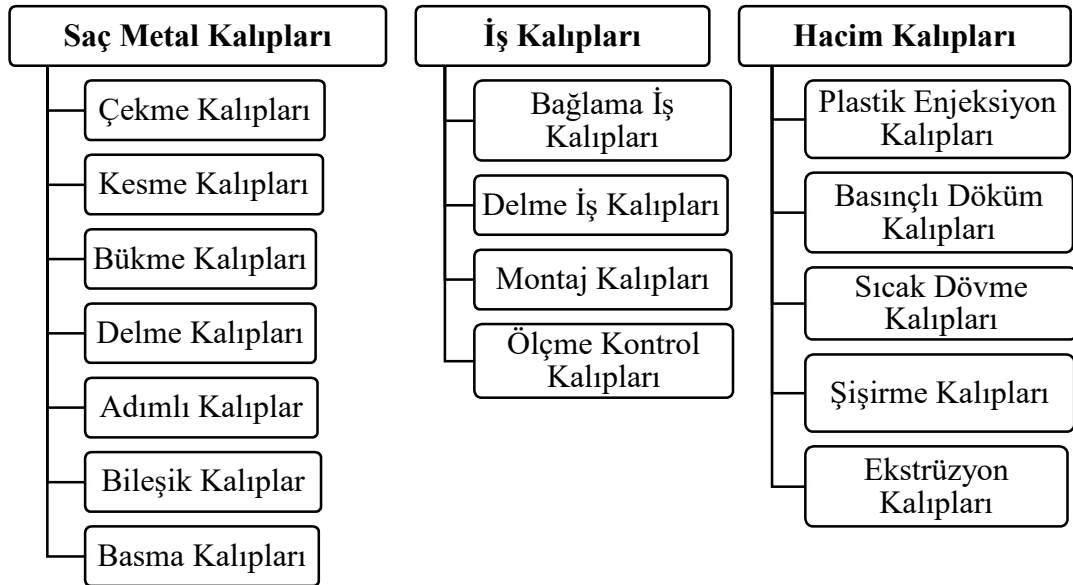 Saç Metal Kalıpları
Çekme Kalıpları
Kesme Kalıpları
Bükme Kalıpları
Delme Kalıpları
Adımlı Kalıplar
Bileşik Kalıplar
Basma Kalıpları
İş Kalıpları
Bağlama İş
Kalıpları
Delme İş Kalıpları
Montaj Kalıpları
Ölçme Kontrol
Kalıpları
Hacim Kalıpları
Plastik Enjeksiyon
Kalıpları
Basınçlı Döküm
Kalıpları
Sıcak Dövme
Kalıpları
Şişirme Kalıpları
Ekstrüzyon
Kalıpları